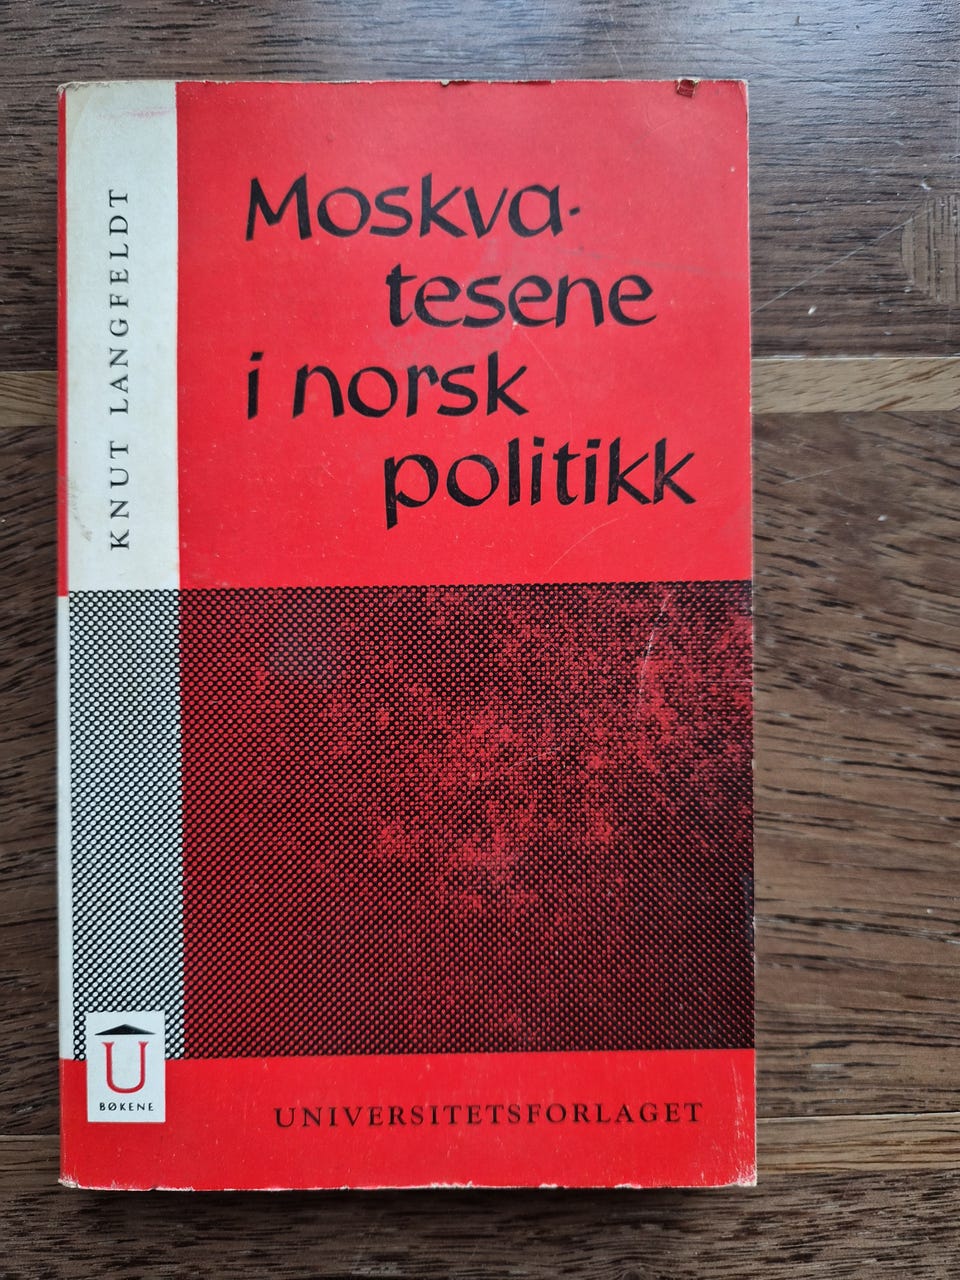 KNUT LANGFELDT
Moskva-
tesene
i norsk
politikk
U
BØKENE
UNIVERSITETSFORLAGET